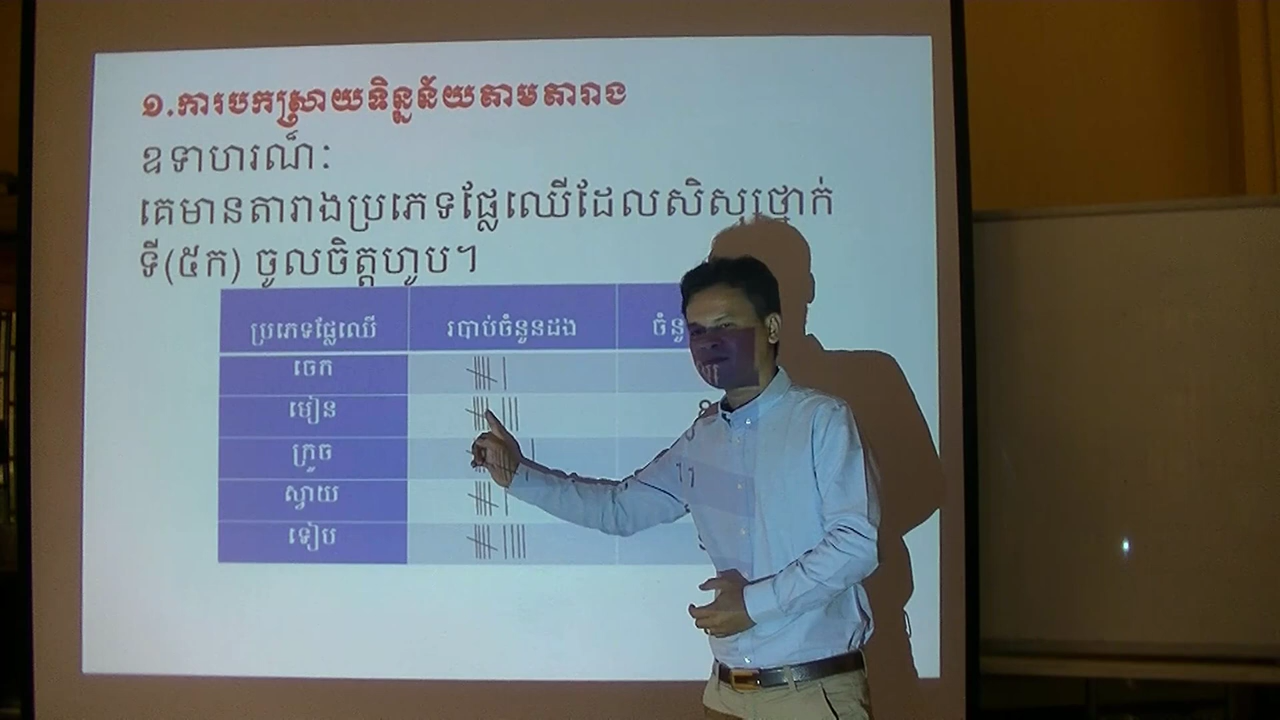 ១.ការបកស្រាយទិន្នន័យតាមតារាង
ឧទាហរណ៍ៈ
គេមានតារាងប្រភេទផ្លែឈើដែលសិស្សថ្នាក់
ទី(៥ក) ចូលចិត្តហូប។
ប្រភេទផ្លែឈើ របាប់ចំនួនដង
ចេក
មៀន
ក្រូច
ស្វាយ
ទៀប